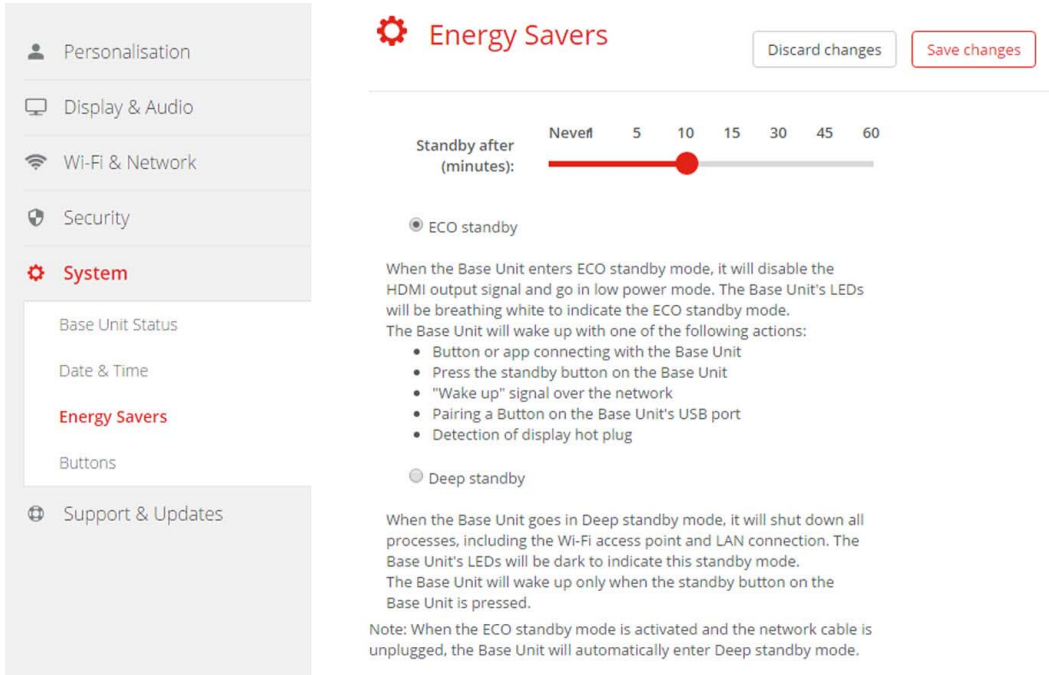 Personalisation
Display & Audio
Wi-Fi & Network
Security
System
Base Unit Status
Date & Time
Energy Savers
Buttons
Support & Updates
Energy Savers
Discard changes
Save changes
Standby after
(minutes):
Never 1 5 10 15 30 45 60
ECO standby
When the Base Unit enters ECO standby mode, it will disable the
HDMI output signal and go in low power mode. The Base Unit's LEDs
will be breathing white to indicate the ECO standby mode.
The Base Unit will wake up with one of the following actions:
• Button or app connecting with the Base Unit
• Press the standby button on the Base Unit
• "Wake up" signal over the network
• Pairing a Button on the Base Unit's USB port
• Detection of display hot plug
Deep standby
When the Base Unit goes in Deep standby mode, it will shut down all
processes, including the Wi-Fi access point and LAN connection. The
Base Unit's LEDs will be dark to indicate this standby mode.
The Base Unit will wake up only when the standby button on the
Base Unit is pressed.
Note: When the ECO standby mode is activated and the network cable is
unplugged, the Base Unit will automatically enter Deep standby mode.